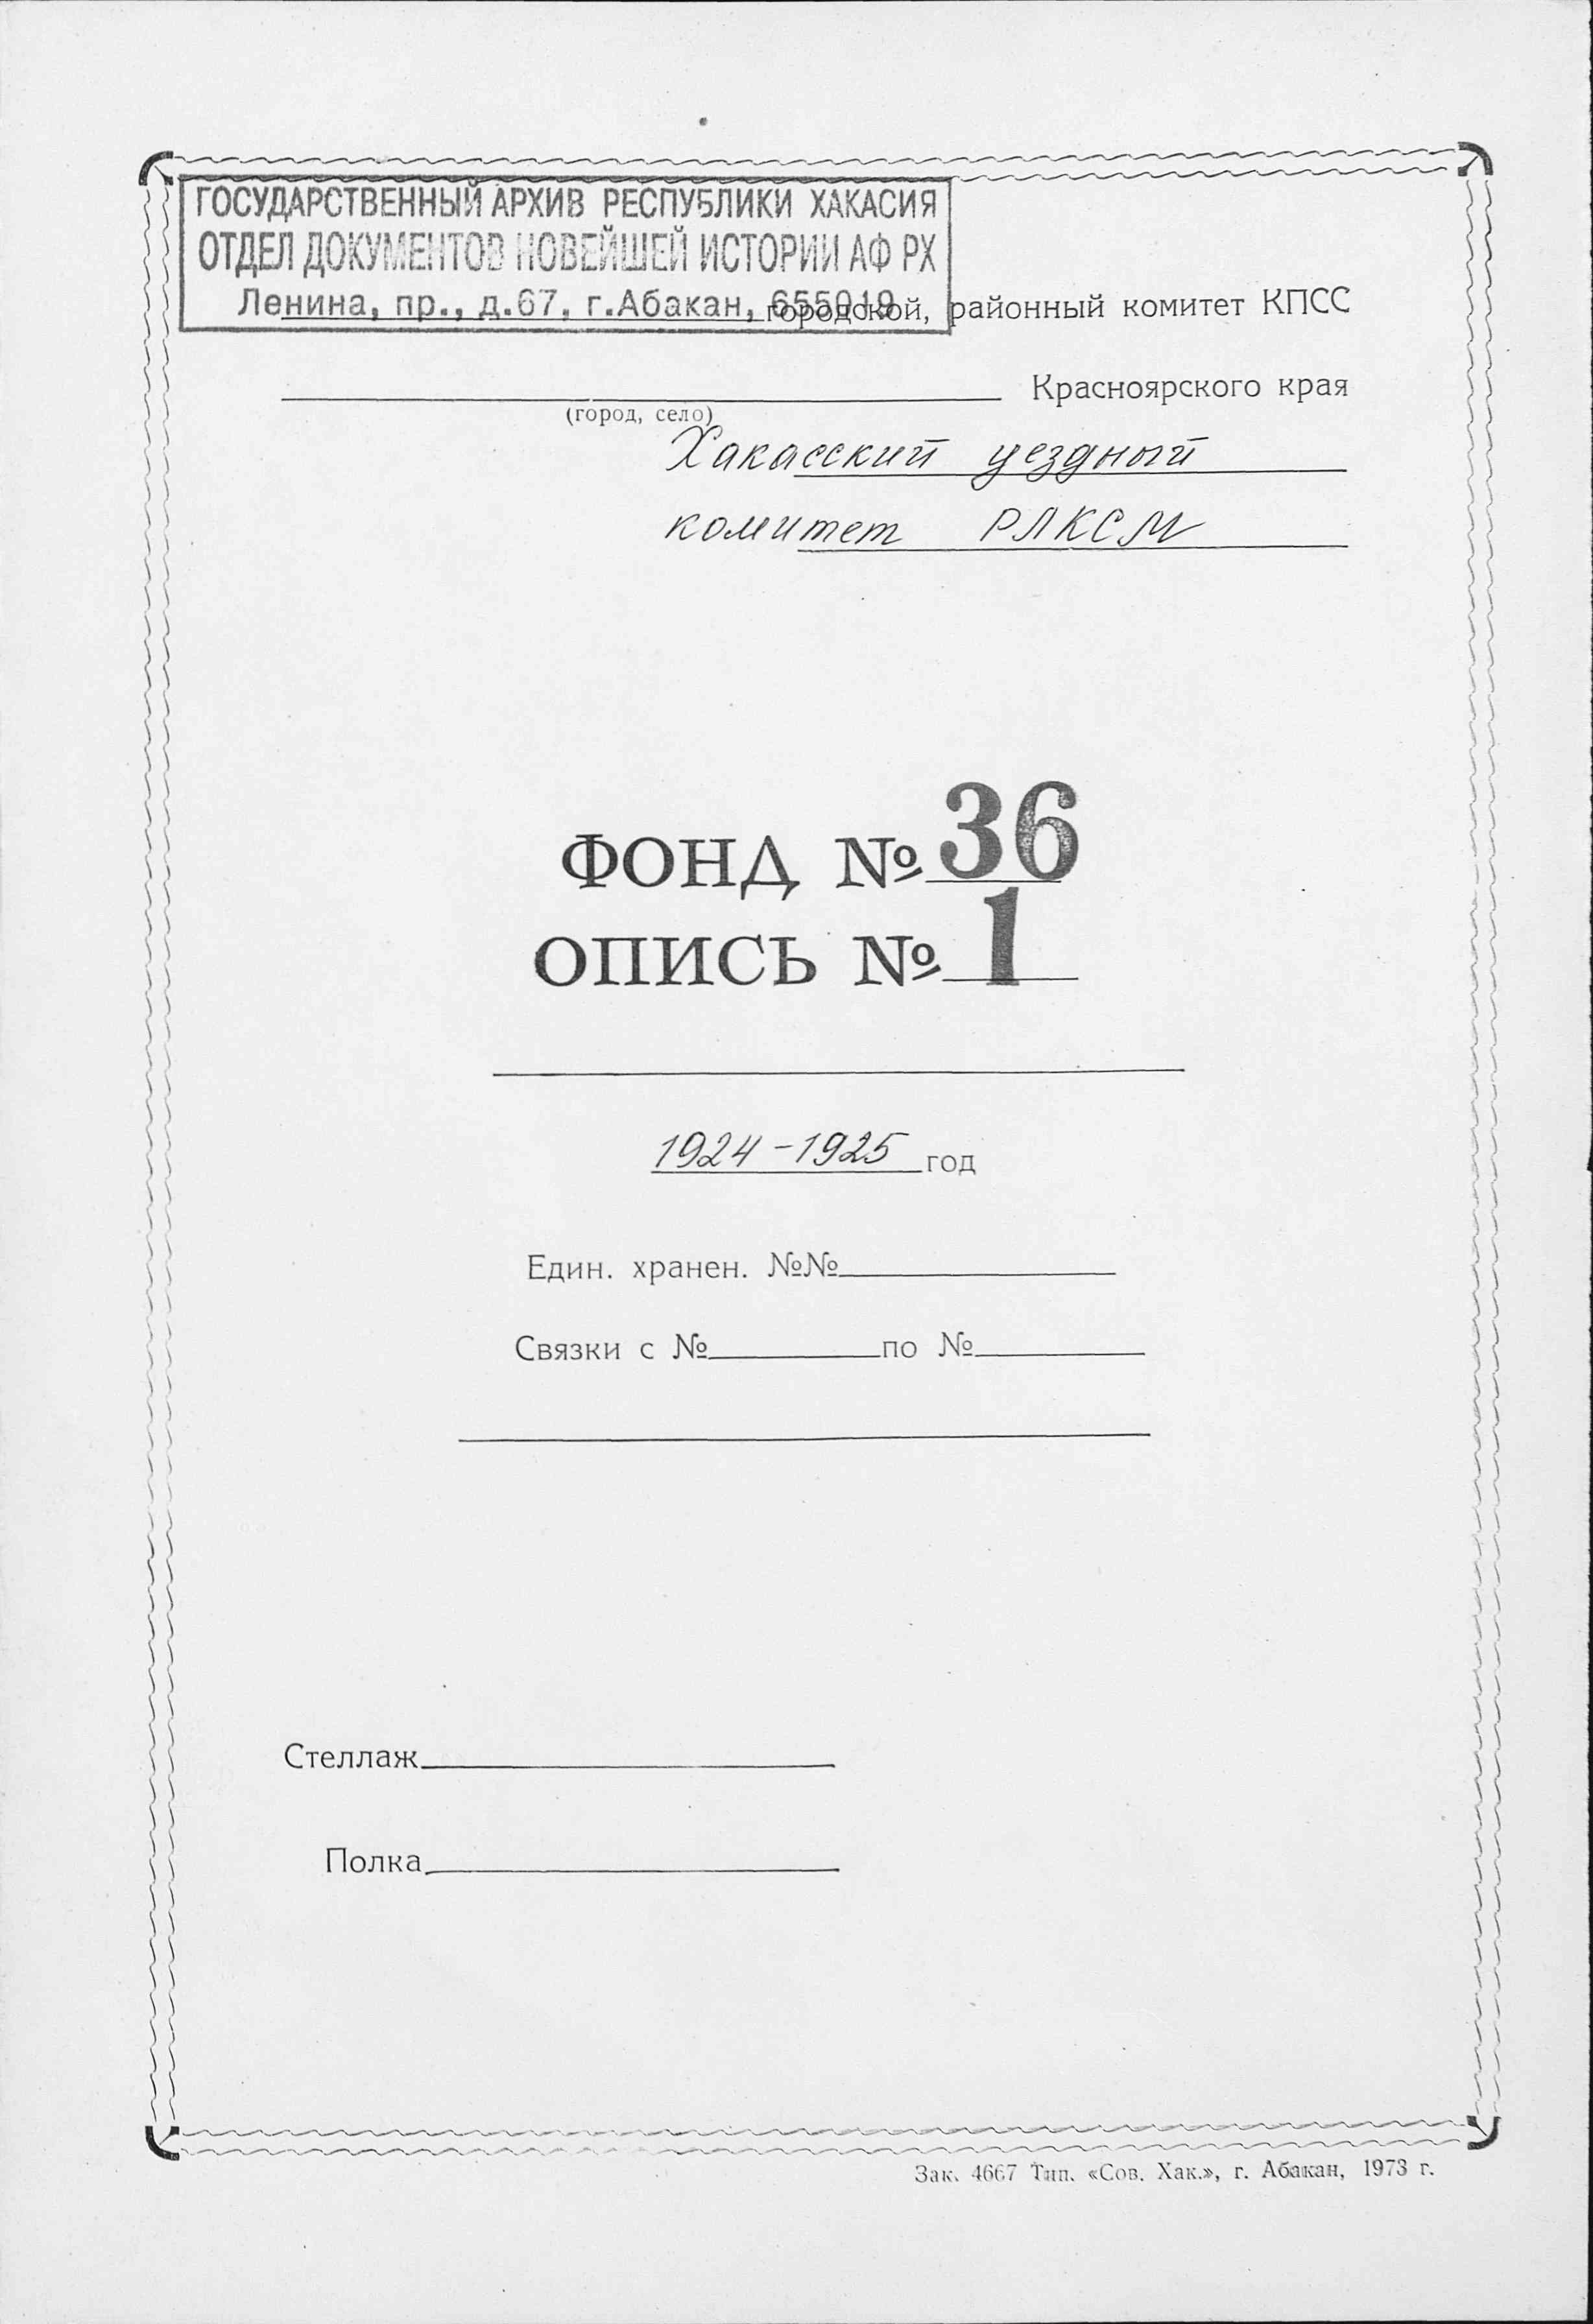 ГОСУДАРСТВЕННЫЙ АРХИВ РЕСПУБЛИКИ ХАКАСИЯ
ОТДЕЛ ДОКУМЕНТОВ НОВЕЙШЕЙ ИСТОРИИ АФ РХ
Ленина, пр., д.67, г.Абакан, 655019
городской, районный комитет КПСС
Красноярского края
(город, село)
Хакасский уездный
комитет РЛКСМ
ФОНД № 36
ОПИСЬ № 1
1924-1925 год
Един. хранен. №№
Связки с № по №
Стеллаж
Полка
Зак. 4667 Тип. «Сов. Хак.», г. Абакан, 1973 г.